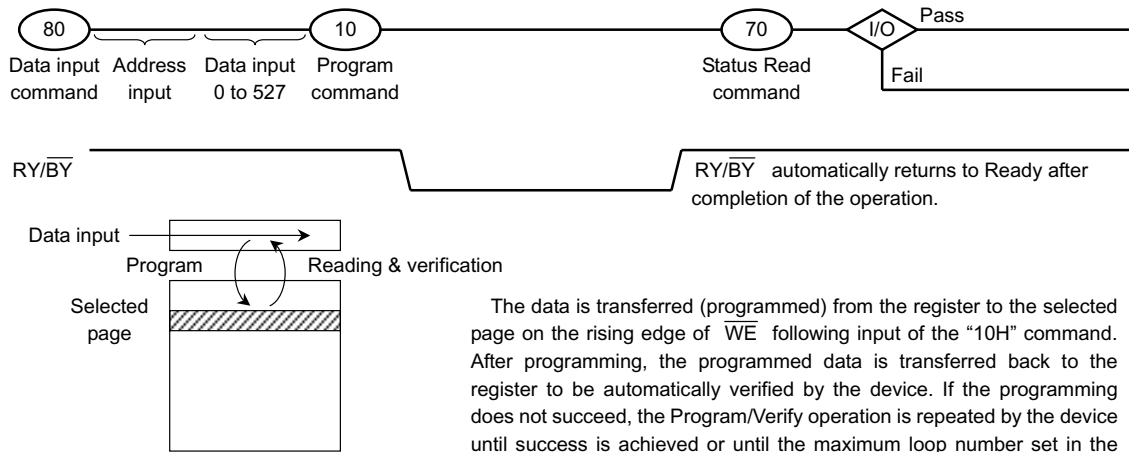 80
10
70
I/O
Pass
Data input command
Address input
Data input 0 to 527
Program command
Status Read command
Fail
RY/BY
RY/BY automatically returns to Ready after
completion of the operation.
Data input
Program
Reading & verification
Selected page
The data is transferred (programmed) from the register to the selected
page on the rising edge of WE following input of the “10H” command.
After programming, the programmed data is transferred back to the
register to be automatically verified by the device. If the programming
does not succeed, the Program/Verify operation is repeated by the device
until success is achieved or until the maximum loop number set in the